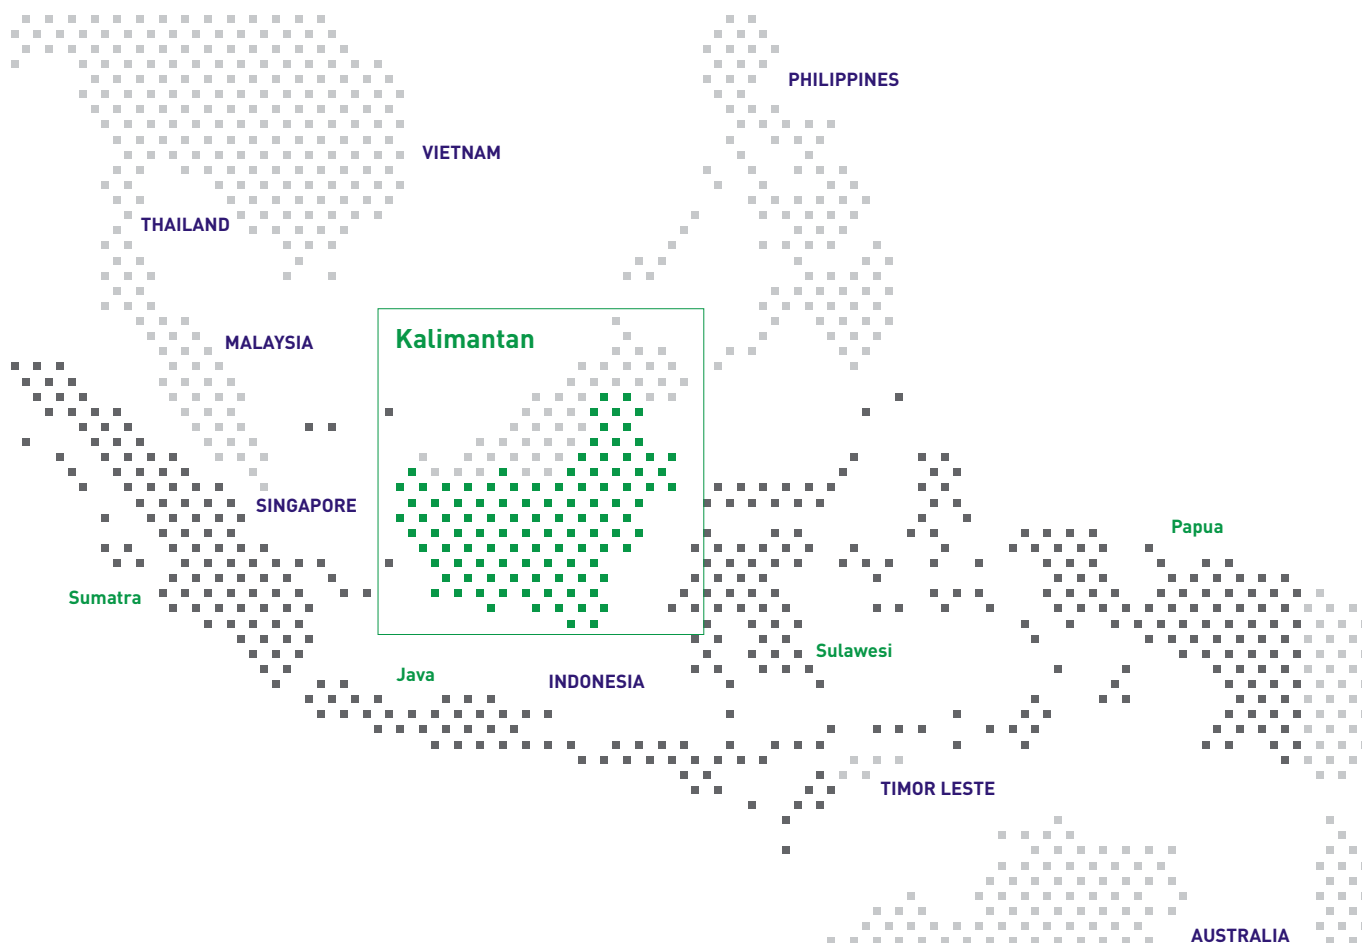 PHILIPPINES
VIETNAM
THAILAND
Kalimantan
MALAYSIA
SINGAPORE
Papua
Sumatra
Sulawesi
Java
INDONESIA
TIMOR LESTE
AUSTRALIA